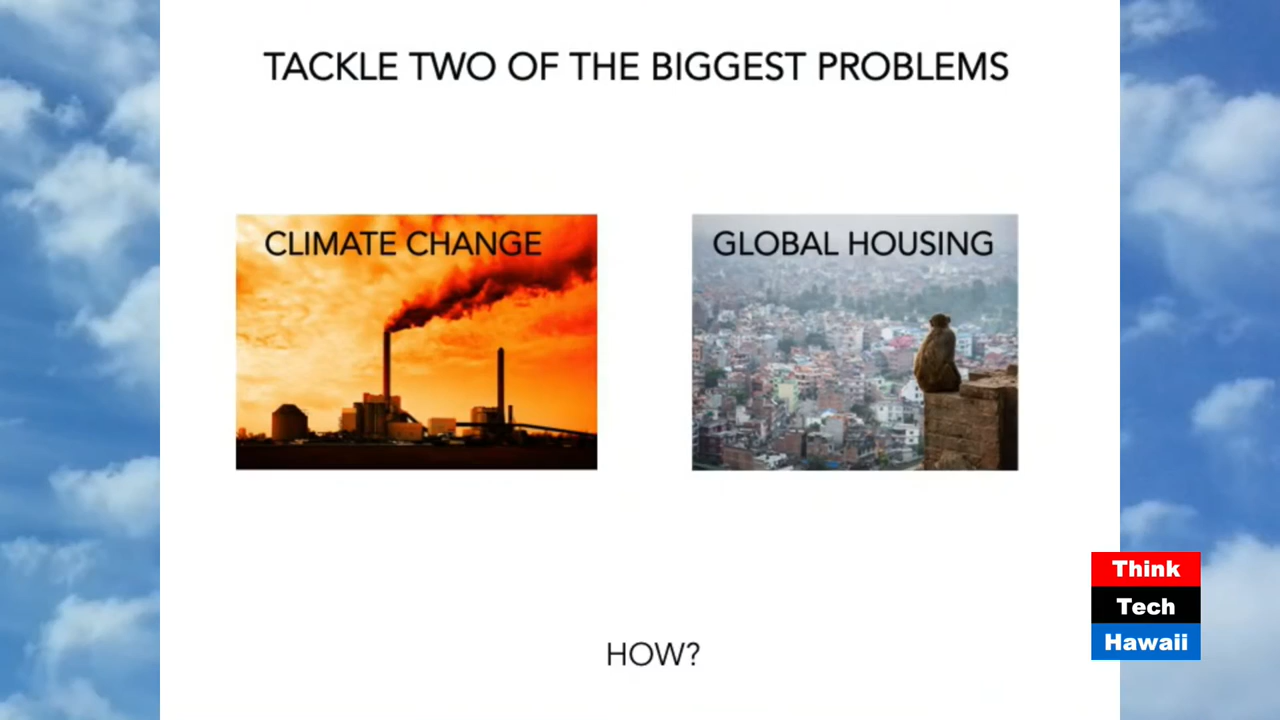 TACKLE TWO OF THE BIGGEST PROBLEMS
CLIMATE CHANGE
GLOBAL HOUSING
HOW?
Think
Tech
Hawaii